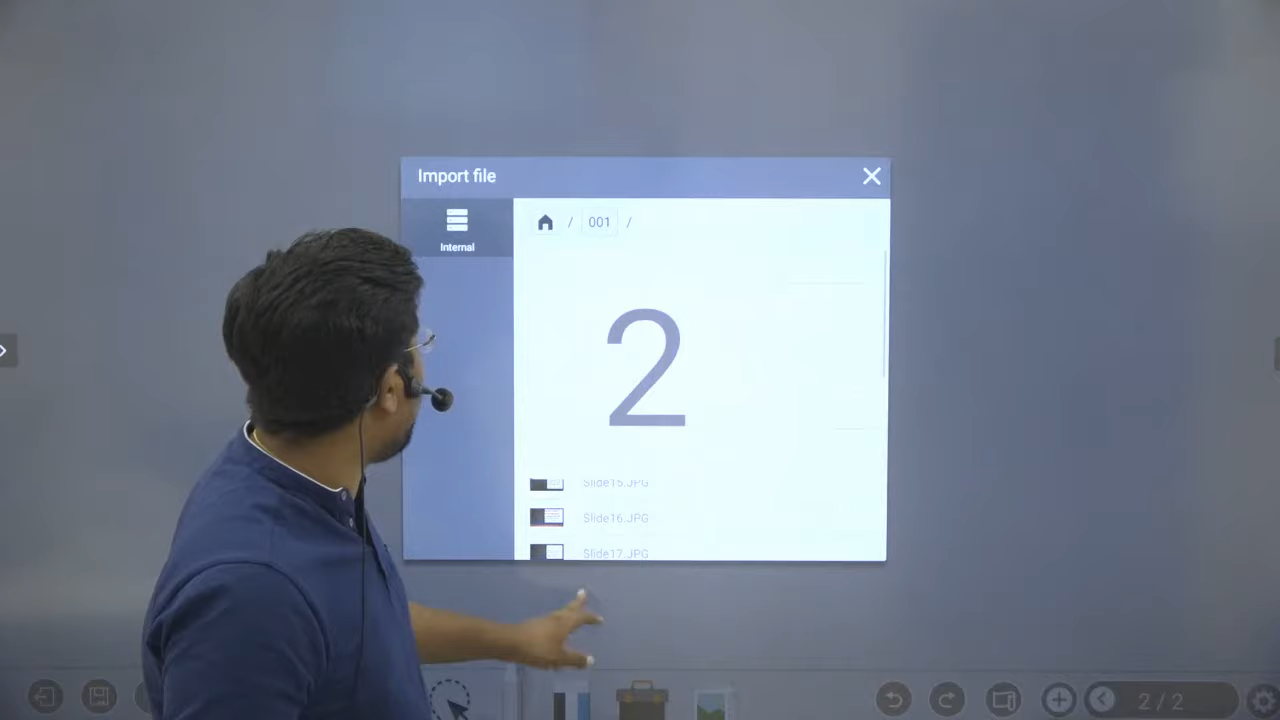 Import file
Internal
/ 001 /
2
Slide15.JPG
Slide16.JPG
Slide17.JPG
2 / 2